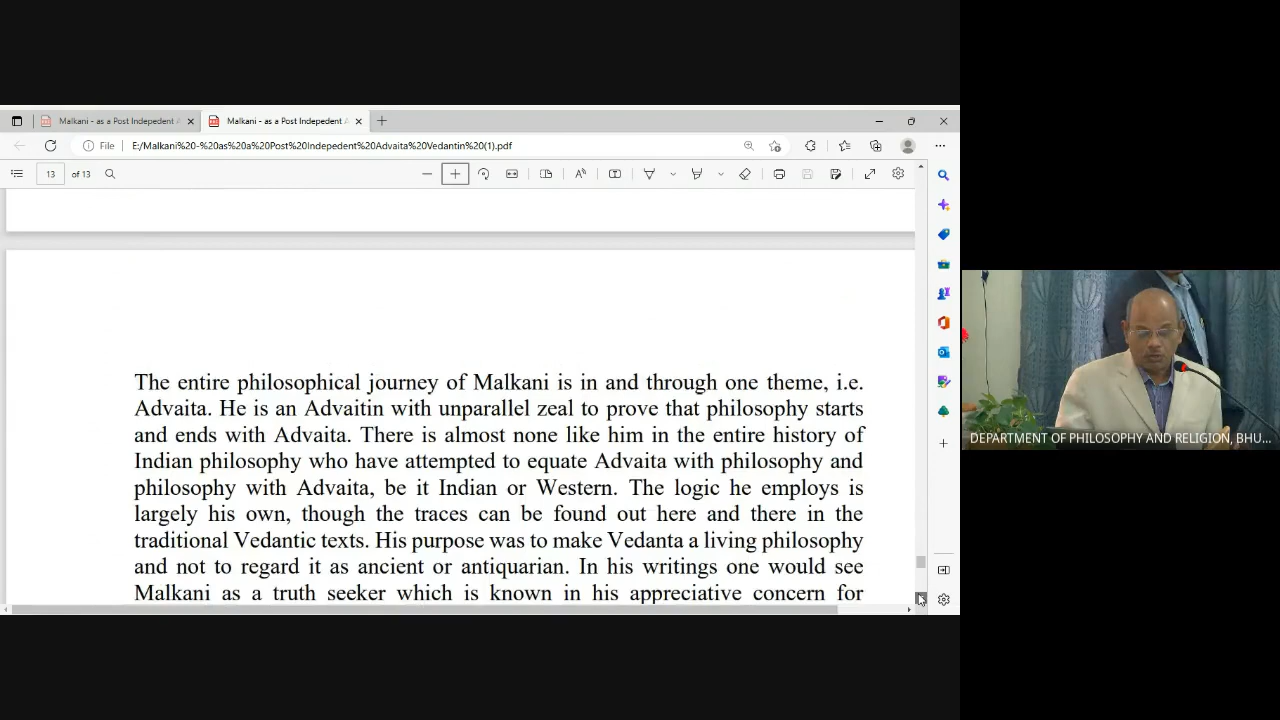 Malkani - as a Post Indepedent A
Malkani - as a Post Indepedent A
File
E:/Malkani%20-%20as%20a%20Post%20Indepedent%20Advaita%20Vedantin%20(1).pdf
13 of 13
The entire philosophical journey of Malkani is in and through one theme, i.e.
Advaita. He is an Advaitin with unparallel zeal to prove that philosophy starts
and ends with Advaita. There is almost none like him in the entire history of
Indian philosophy who have attempted to equate Advaita with philosophy and
philosophy with Advaita, be it Indian or Western. The logic he employs is
largely his own, though the traces can be found out here and there in the
traditional Vedantic texts. His purpose was to make Vedanta a living philosophy
and not to regard it as ancient or antiquarian. In his writings one would see
Malkani as a truth seeker which is known in his appreciative concern for
DEPARTMENT OF PHILOSOPHY AND RELIGION, BHU...